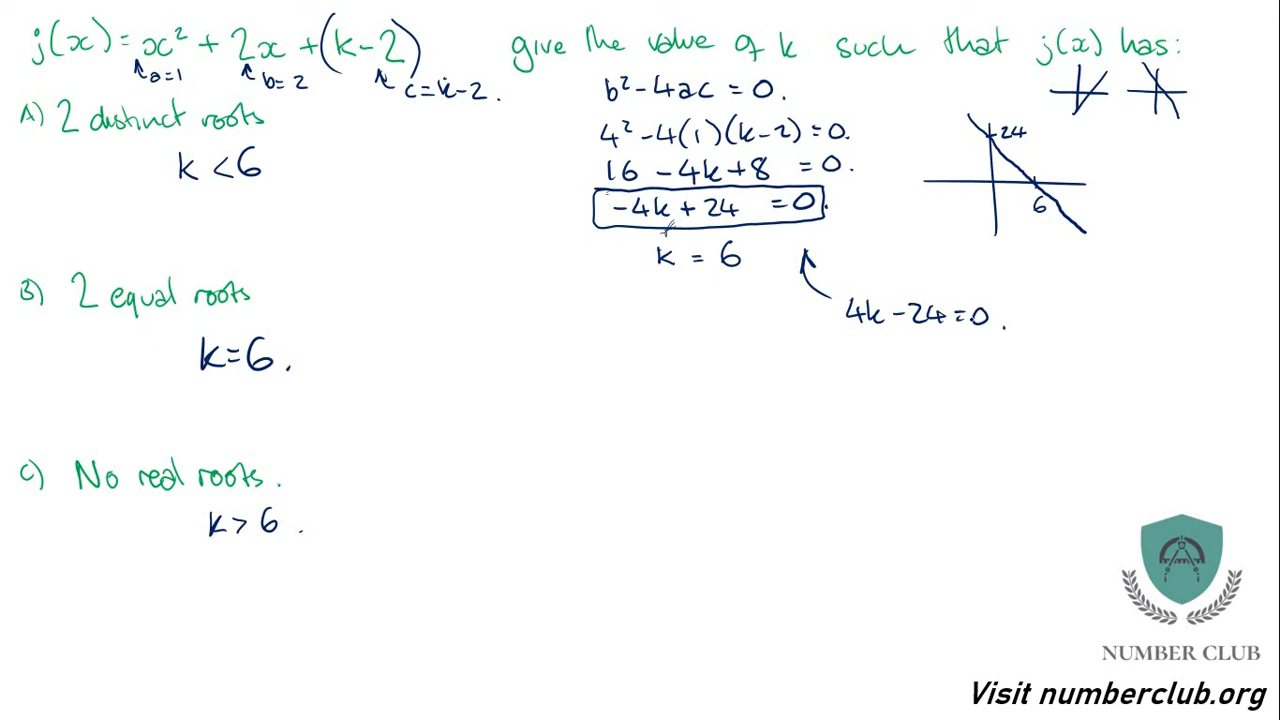 j(x) = x² + 2x + (k-2) give the value of k such that j(x) has:
a=1 b=2 c=k-2.
A) 2 distinct roots
k < 6
b² - 4ac = 0.
4² - 4(1)(k-2) = 0.
16 - 4k + 8 = 0.
-4k + 24 = 0.
k = 6
4k - 24 = 0.
24
6
B) 2 equal roots
k = 6.
C) No real roots.
k > 6.
NUMBER CLUB
Visit numberclub.org